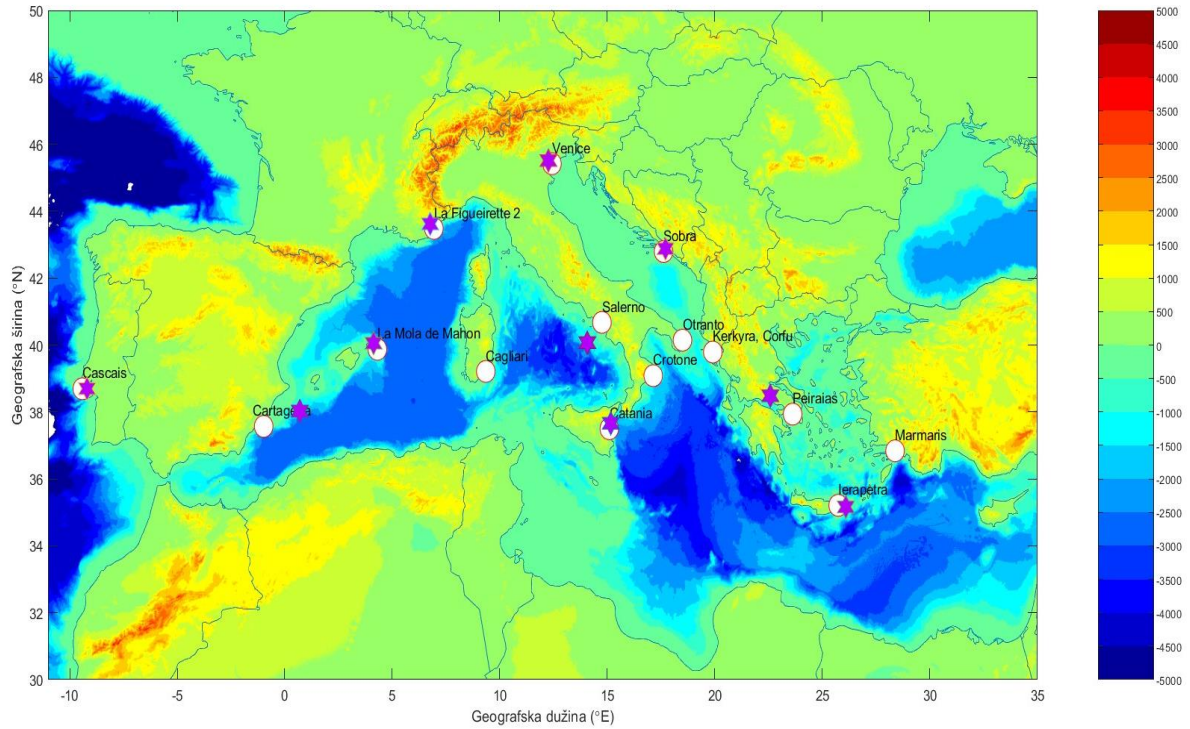 50
48
46
44
42
40
38
36
34
32
30
Geografska širina (°N)
Venice
La Figueirette 2
Sobra
Salerno
Otranto
La Mola de Mahon
Kerkyra, Corfu
Cagliari
Crotone
Cascais
Cartagena
Catania
Peiraias
Marmaris
Ierapetra
-10
-5
0
5
10
15
20
25
30
35
Geografska dužina (°E)
5000
4500
4000
3500
3000
2500
2000
1500
1000
500
0
-500
-1000
-1500
-2000
-2500
-3000
-3500
-4000
-4500
-5000